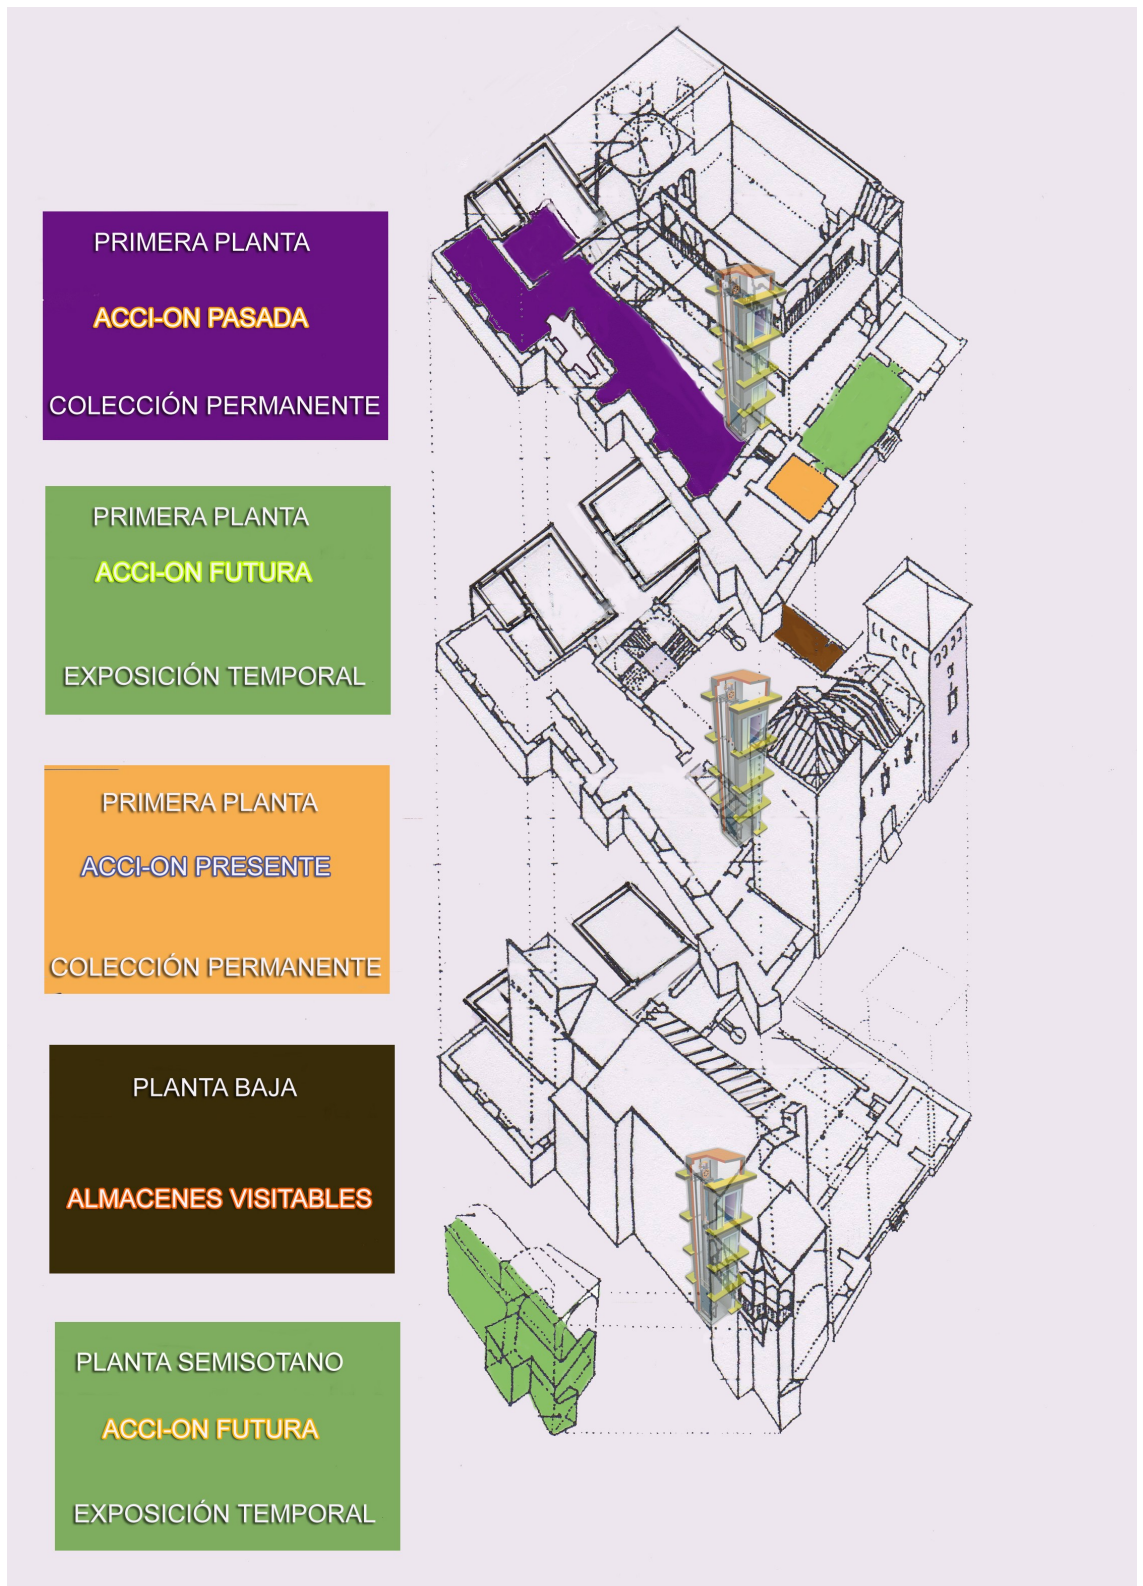 PRIMERA PLANTA
ACCI-ON PASADA
COLECCIÓN PERMANENTE
PRIMERA PLANTA
ACCI-ON FUTURA
EXPOSICIÓN TEMPORAL
PRIMERA PLANTA
ACCI-ON PRESENTE
COLECCIÓN PERMANENTE
PLANTA BAJA
ALMACENES VISITABLES
PLANTA SEMISOTANO
ACCI-ON FUTURA
EXPOSICIÓN TEMPORAL